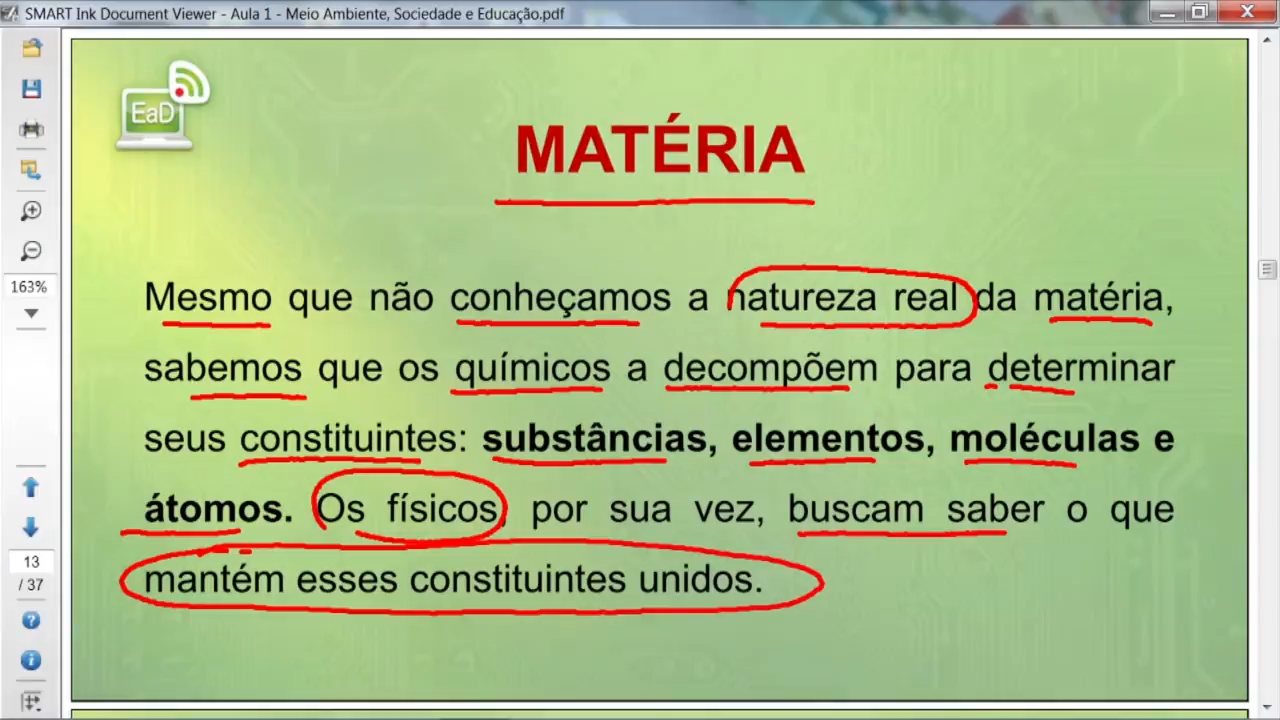 SMART Ink Document Viewer - Aula 1 - Meio Ambiente, Sociedade e Educação.pdf
EaD
MATÉRIA
163%
Mesmo que não conheçamos a natureza real da matéria,
sabemos que os químicos a decompõem para determinar
seus constituintes: substâncias, elementos, moléculas e
átomos. Os físicos, por sua vez, buscam saber o que
mantém esses constituintes unidos.
13
/ 37